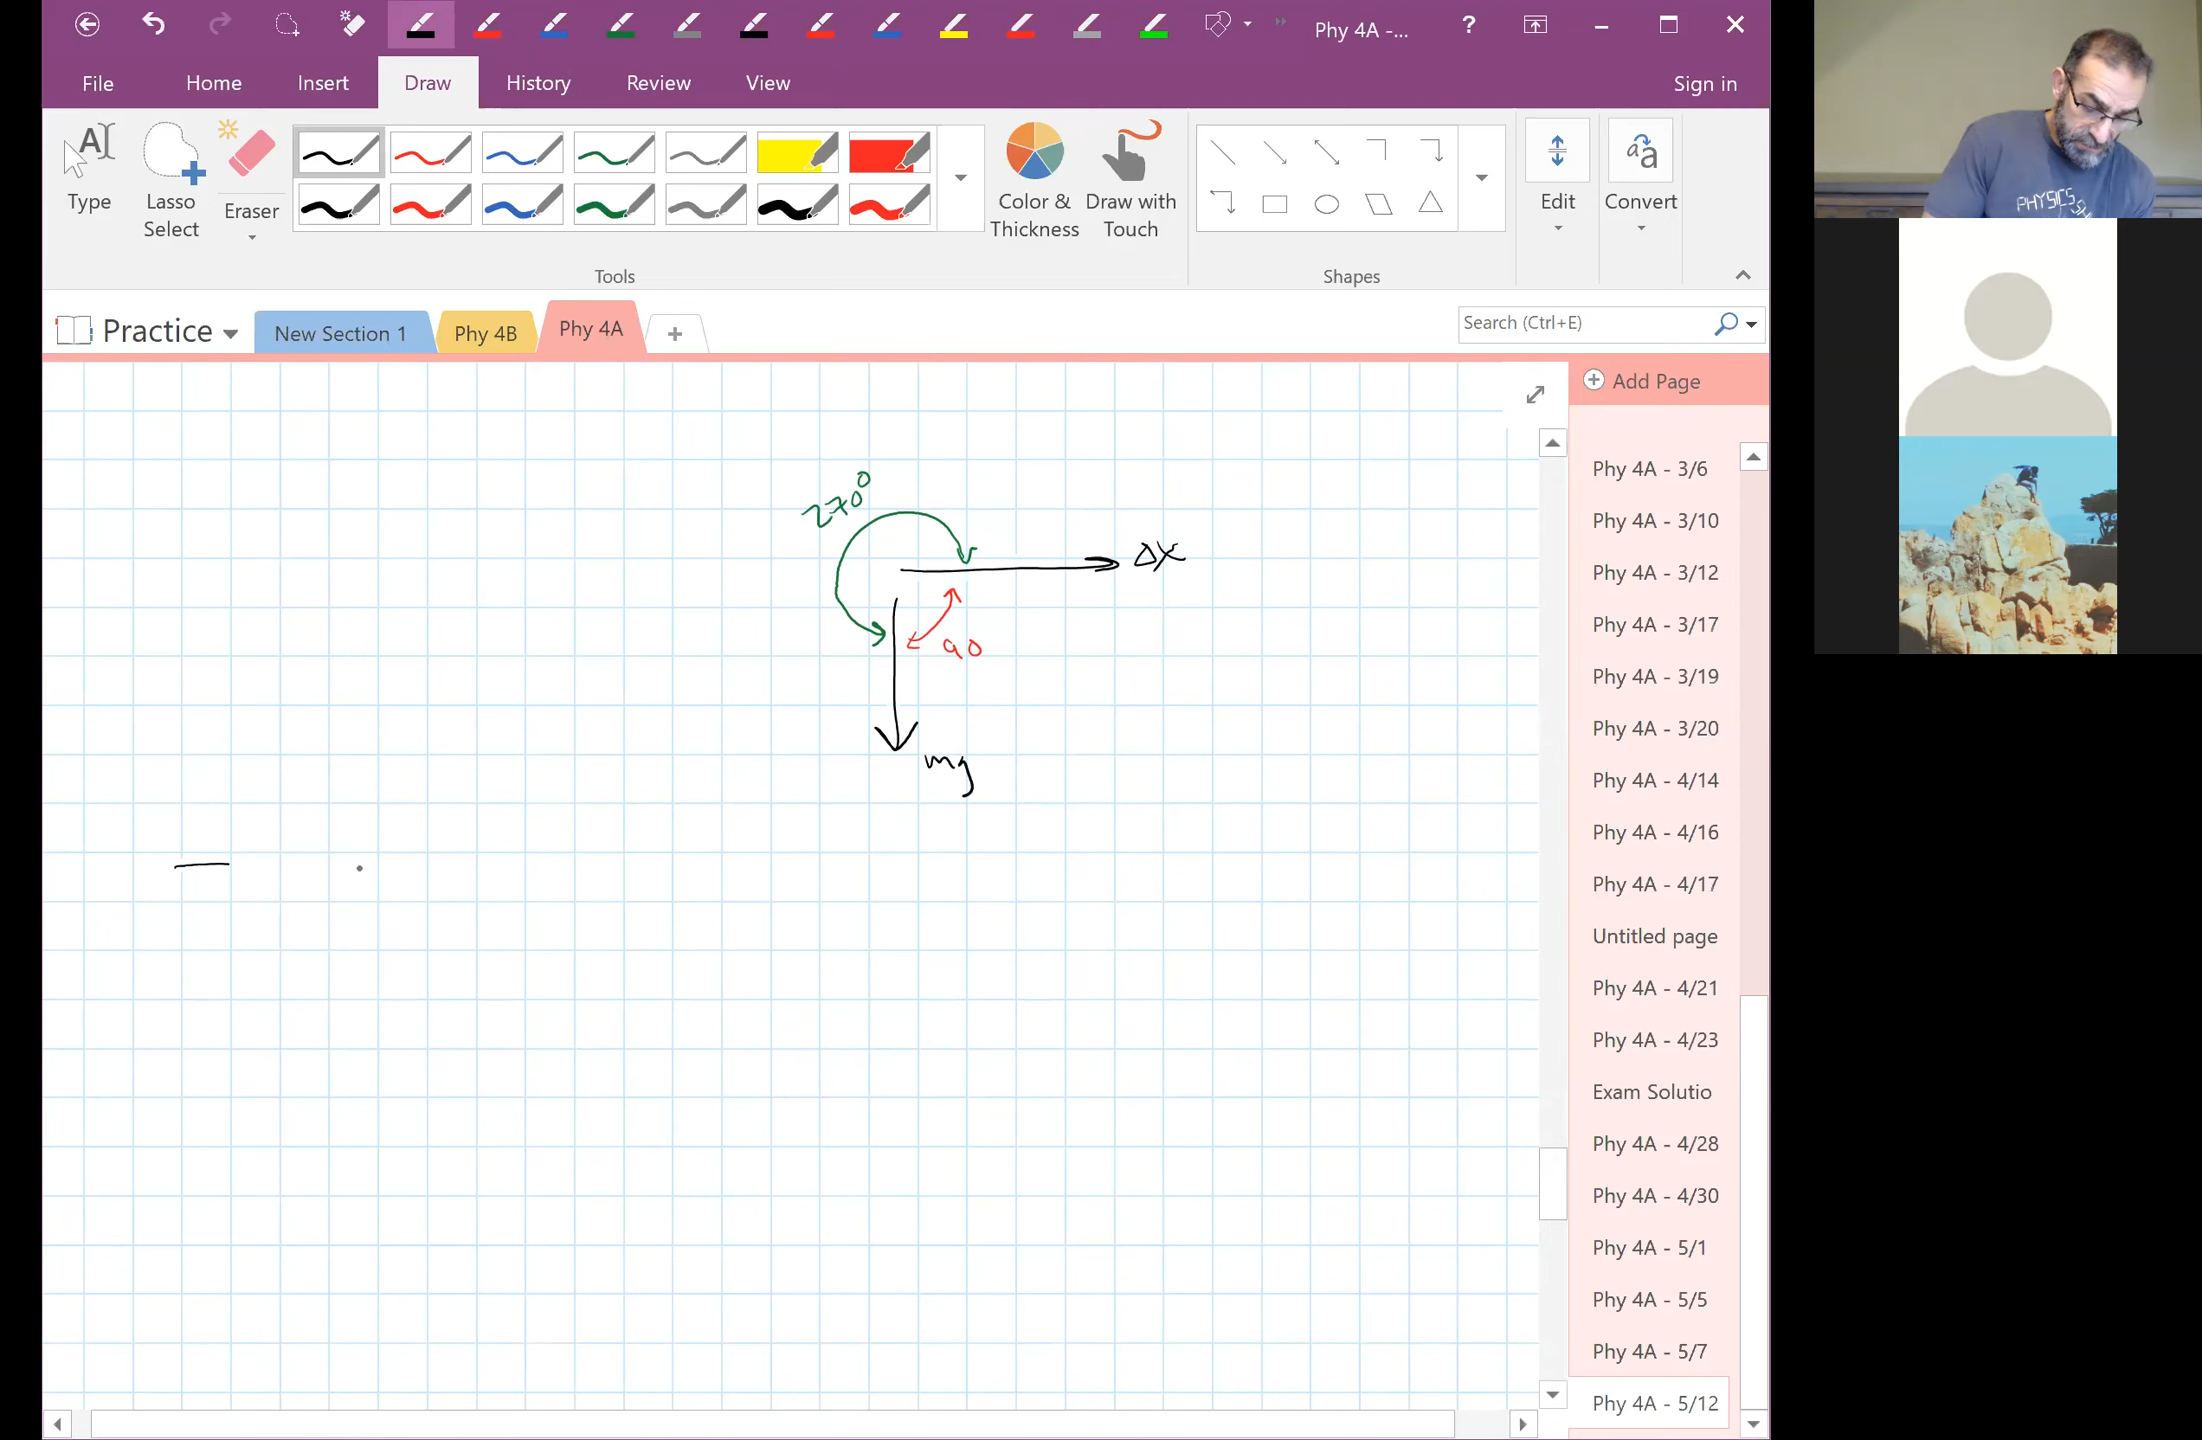 Phy 4A -...
?
File Home Insert Draw History Review View Sign in
Type
Lasso Select
Eraser
Color & Thickness
Draw with Touch
Edit
Convert
Tools
Shapes
Practice New Section 1 Phy 4B Phy 4A
Search (Ctrl+E)
Add Page
Phy 4A - 3/6
Phy 4A - 3/10
Phy 4A - 3/12
Phy 4A - 3/17
Phy 4A - 3/19
Phy 4A - 3/20
Phy 4A - 4/14
Phy 4A - 4/16
Phy 4A - 4/17
Untitled page
Phy 4A - 4/21
Phy 4A - 4/23
Exam Solutio
Phy 4A - 4/28
Phy 4A - 4/30
Phy 4A - 5/1
Phy 4A - 5/5
Phy 4A - 5/7
Phy 4A - 5/12
270°
ΔX
90
mg
PHYSICS